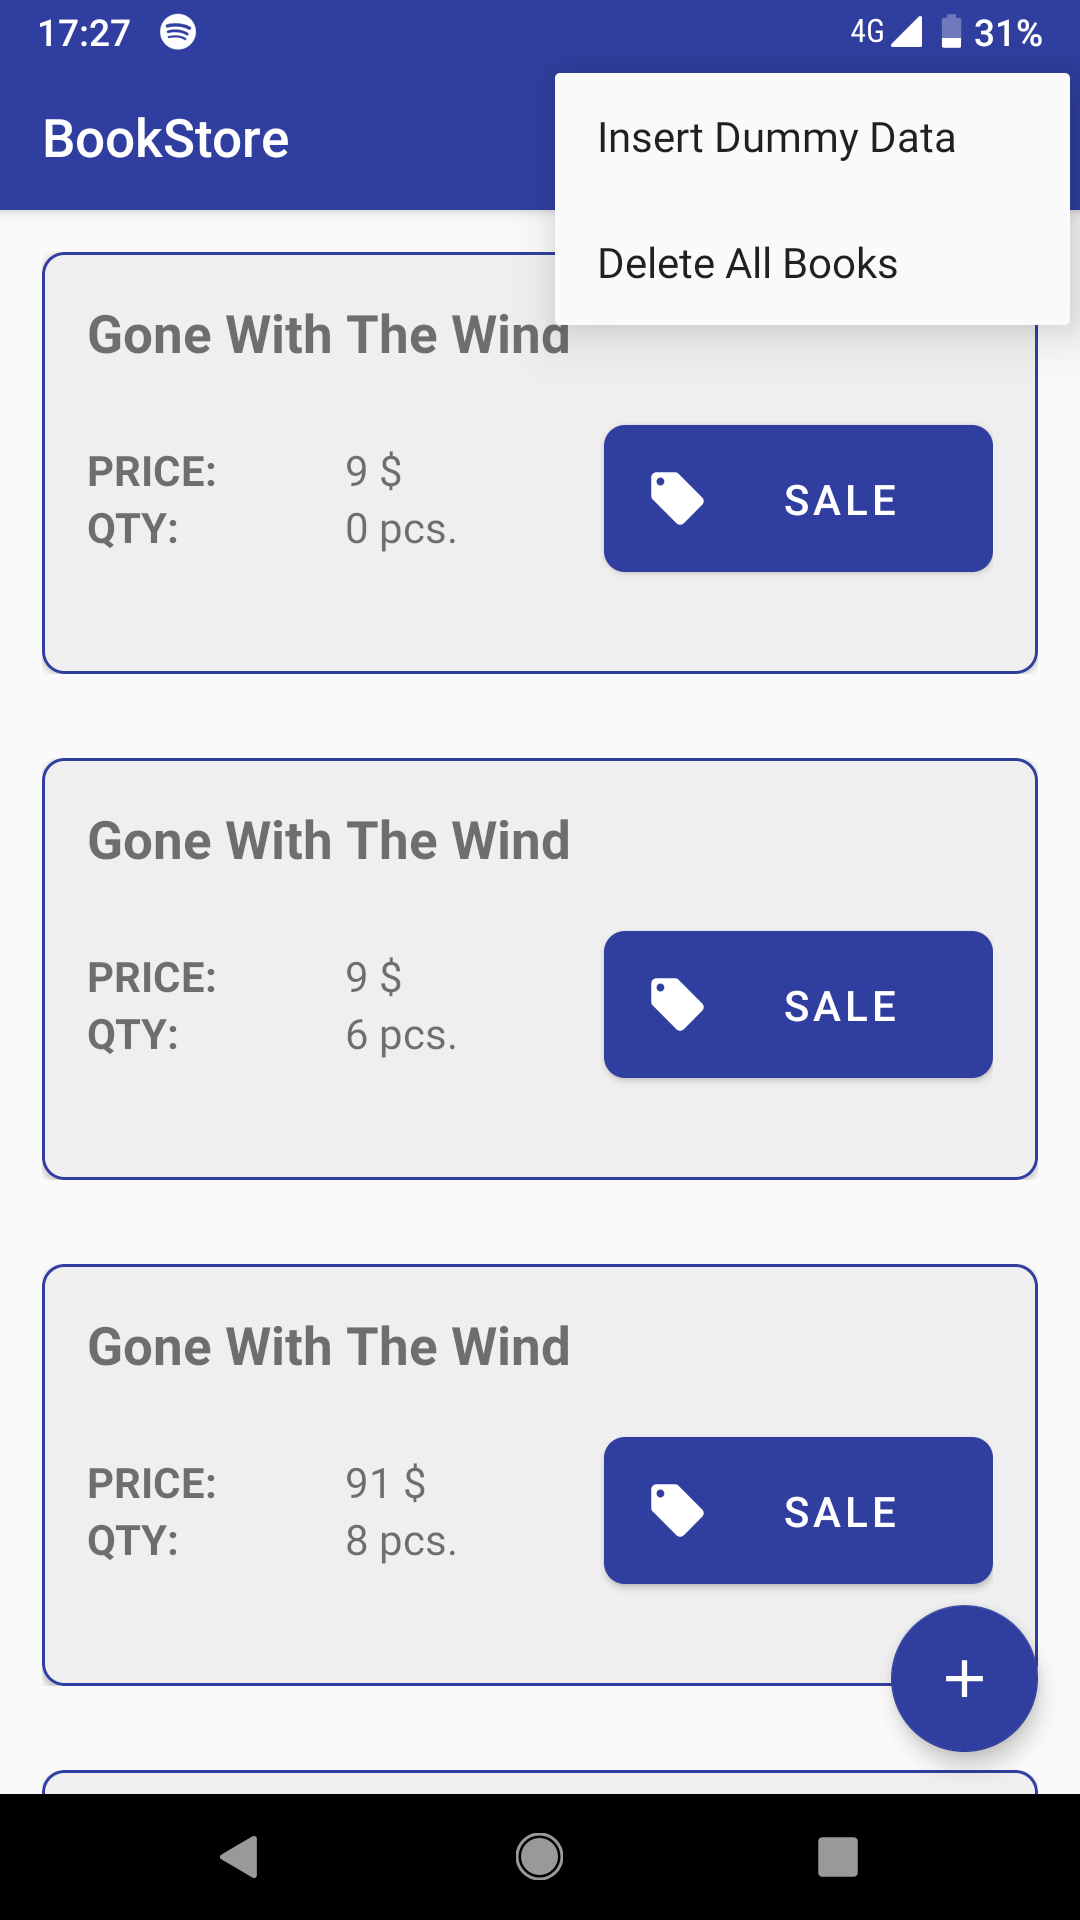 17:27
4G 31%
BookStore
Insert Dummy Data
Delete All Books
Gone With The Wind
PRICE: 9 $
QTY: 0 pcs.
SALE
Gone With The Wind
PRICE: 9 $
QTY: 6 pcs.
SALE
Gone With The Wind
PRICE: 91 $
QTY: 8 pcs.
SALE